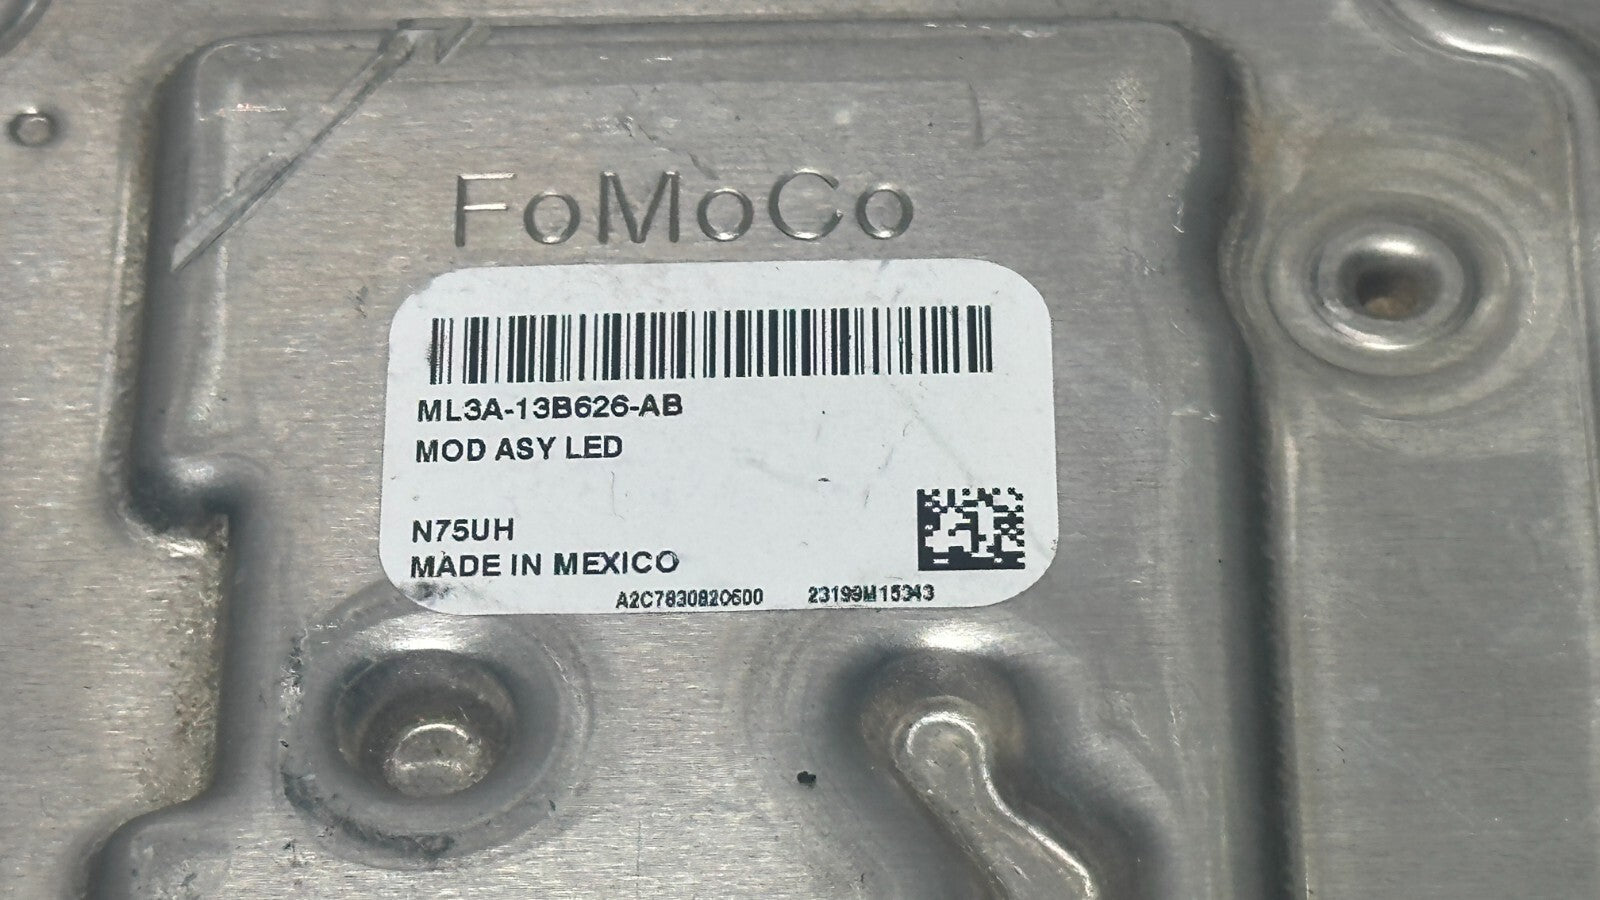 FoMoCo
ML3A-13B626-AB
MOD ASY LED
N75UH
MADE IN MEXICO
A2C7830820600 23199M15343